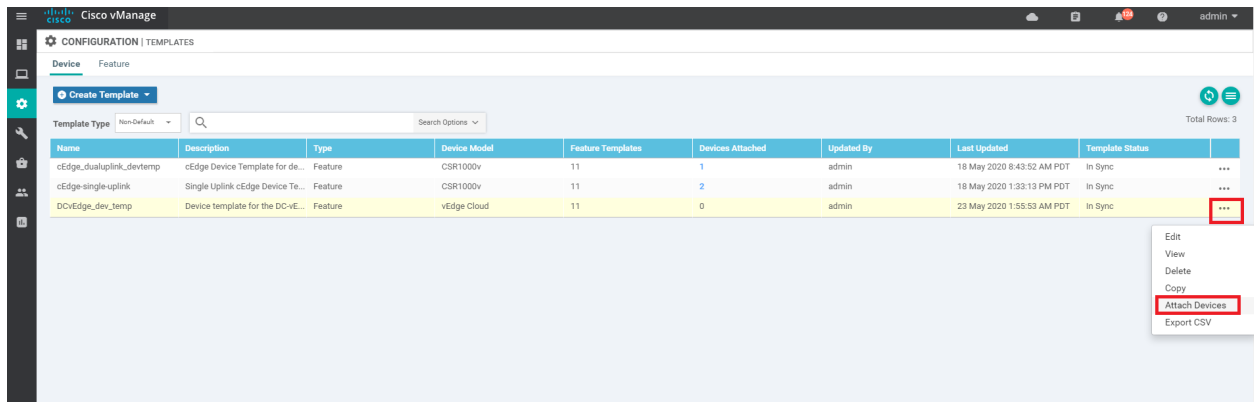 cisco Cisco vManage 124 admin
CONFIGURATION | TEMPLATES
Device Feature
Create Template
Template Type Non-Default Search Options Total Rows: 3
Name Description Type Device Model Feature Templates Devices Attached Updated By Last Updated Template Status
cEdge_dualuplink_devtemp cEdge Device Template for de... Feature CSR1000v 11 1 admin 18 May 2020 8:43:52 AM PDT In Sync ...
cEdge-single-uplink Single Uplink cEdge Device Te... Feature CSR1000v 11 2 admin 18 May 2020 1:33:13 PM PDT In Sync ...
DCvEdge_dev_temp Device template for the DC-vE... Feature vEdge Cloud 11 0 admin 23 May 2020 1:55:53 AM PDT In Sync ...
Edit
View
Delete
Copy
Attach Devices
Export CSV